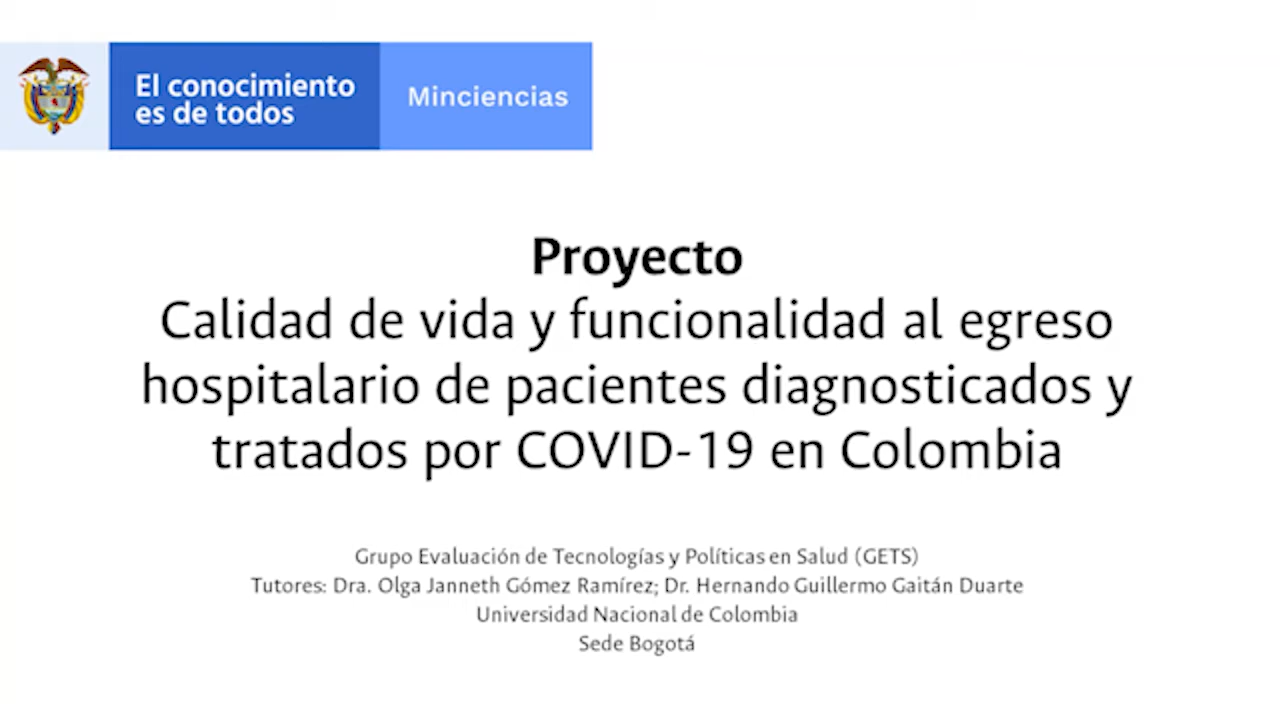 El conocimiento
es de todos
Minciencias
Proyecto
Calidad de vida y funcionalidad al egreso
hospitalario de pacientes diagnosticados y
tratados por COVID-19 en Colombia
Grupo Evaluación de Tecnologías y Políticas en Salud (GETS)
Tutores: Dra. Olga Janneth Gómez Ramírez; Dr. Hernando Guillermo Gaitán Duarte
Universidad Nacional de Colombia
Sede Bogotá